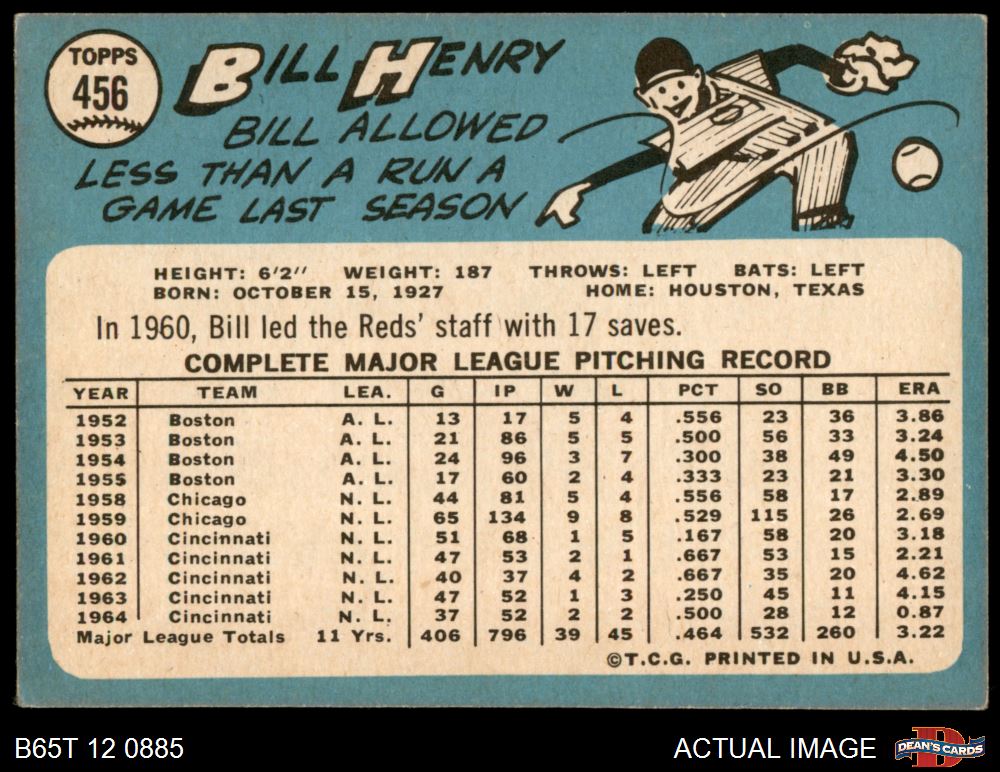 TOPPS
456
BILL HENRY
BILL ALLOWED
LESS THAN A RUN A
GAME LAST SEASON
HEIGHT: 6'2" WEIGHT: 187 THROWS: LEFT BATS: LEFT
BORN: OCTOBER 15, 1927 HOME: HOUSTON, TEXAS
In 1960, Bill led the Reds' staff with 17 saves.
COMPLETE MAJOR LEAGUE PITCHING RECORD
YEAR TEAM LEA. G IP W L PCT SO BB ERA
1952 Boston A. L. 13 17 5 4 .556 23 36 3.86
1953 Boston A. L. 21 86 5 5 .500 56 33 3.24
1954 Boston A. L. 24 96 3 7 .300 38 49 4.50
1955 Boston A. L. 17 60 2 4 .333 23 21 3.30
1958 Chicago N. L. 44 81 5 4 .556 58 17 2.89
1959 Chicago N. L. 65 134 9 8 .529 115 26 2.69
1960 Cincinnati N. L. 51 68 1 5 .167 58 20 3.18
1961 Cincinnati N. L. 47 53 2 1 .667 53 15 2.21
1962 Cincinnati N. L. 40 37 4 2 .667 35 20 4.62
1963 Cincinnati N. L. 47 52 1 3 .250 45 11 4.15
1964 Cincinnati N. L. 37 52 2 2 .500 28 12 0.87
Major League Totals 11 Yrs. 406 796 39 45 .464 532 260 3.22
©T.C.G. PRINTED IN U.S.A.
B65T 12 0885 ACTUAL IMAGE
D
DEAN'S CARDS